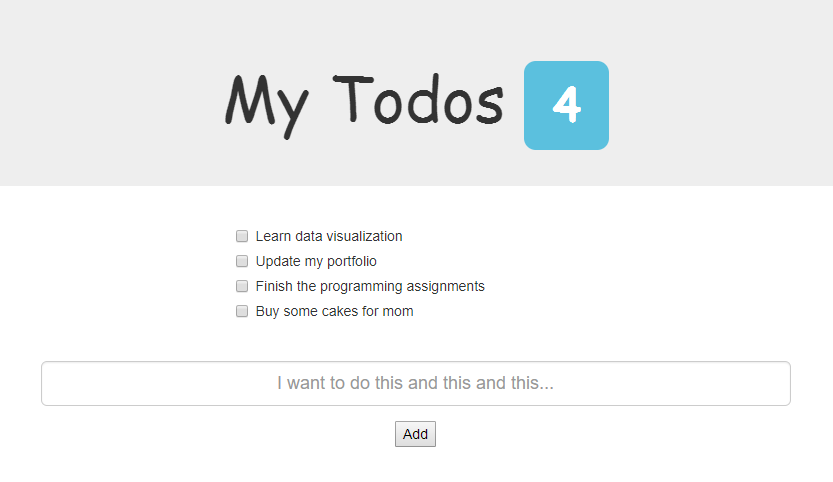 My Todos 4
Learn data visualization
Update my portfolio
Finish the programming assignments
Buy some cakes for mom
I want to do this and this and this...
Add